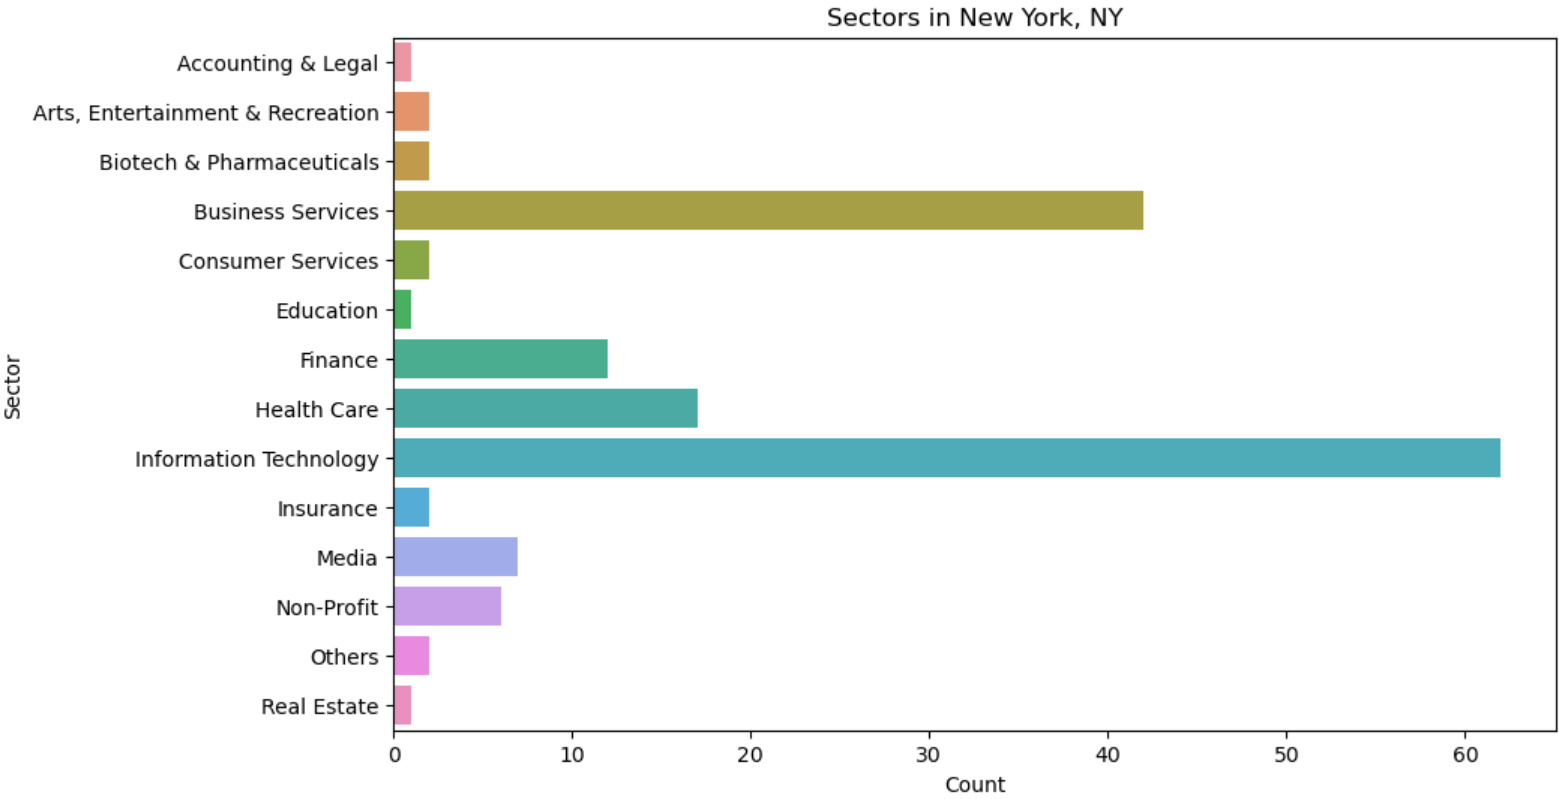 Sectors in New York, NY
Accounting & Legal
Arts, Entertainment & Recreation
Biotech & Pharmaceuticals
Business Services
Consumer Services
Education
Finance
Health Care
Information Technology
Insurance
Media
Non-Profit
Others
Real Estate
Sector
0 10 20 30 40 50 60
Count